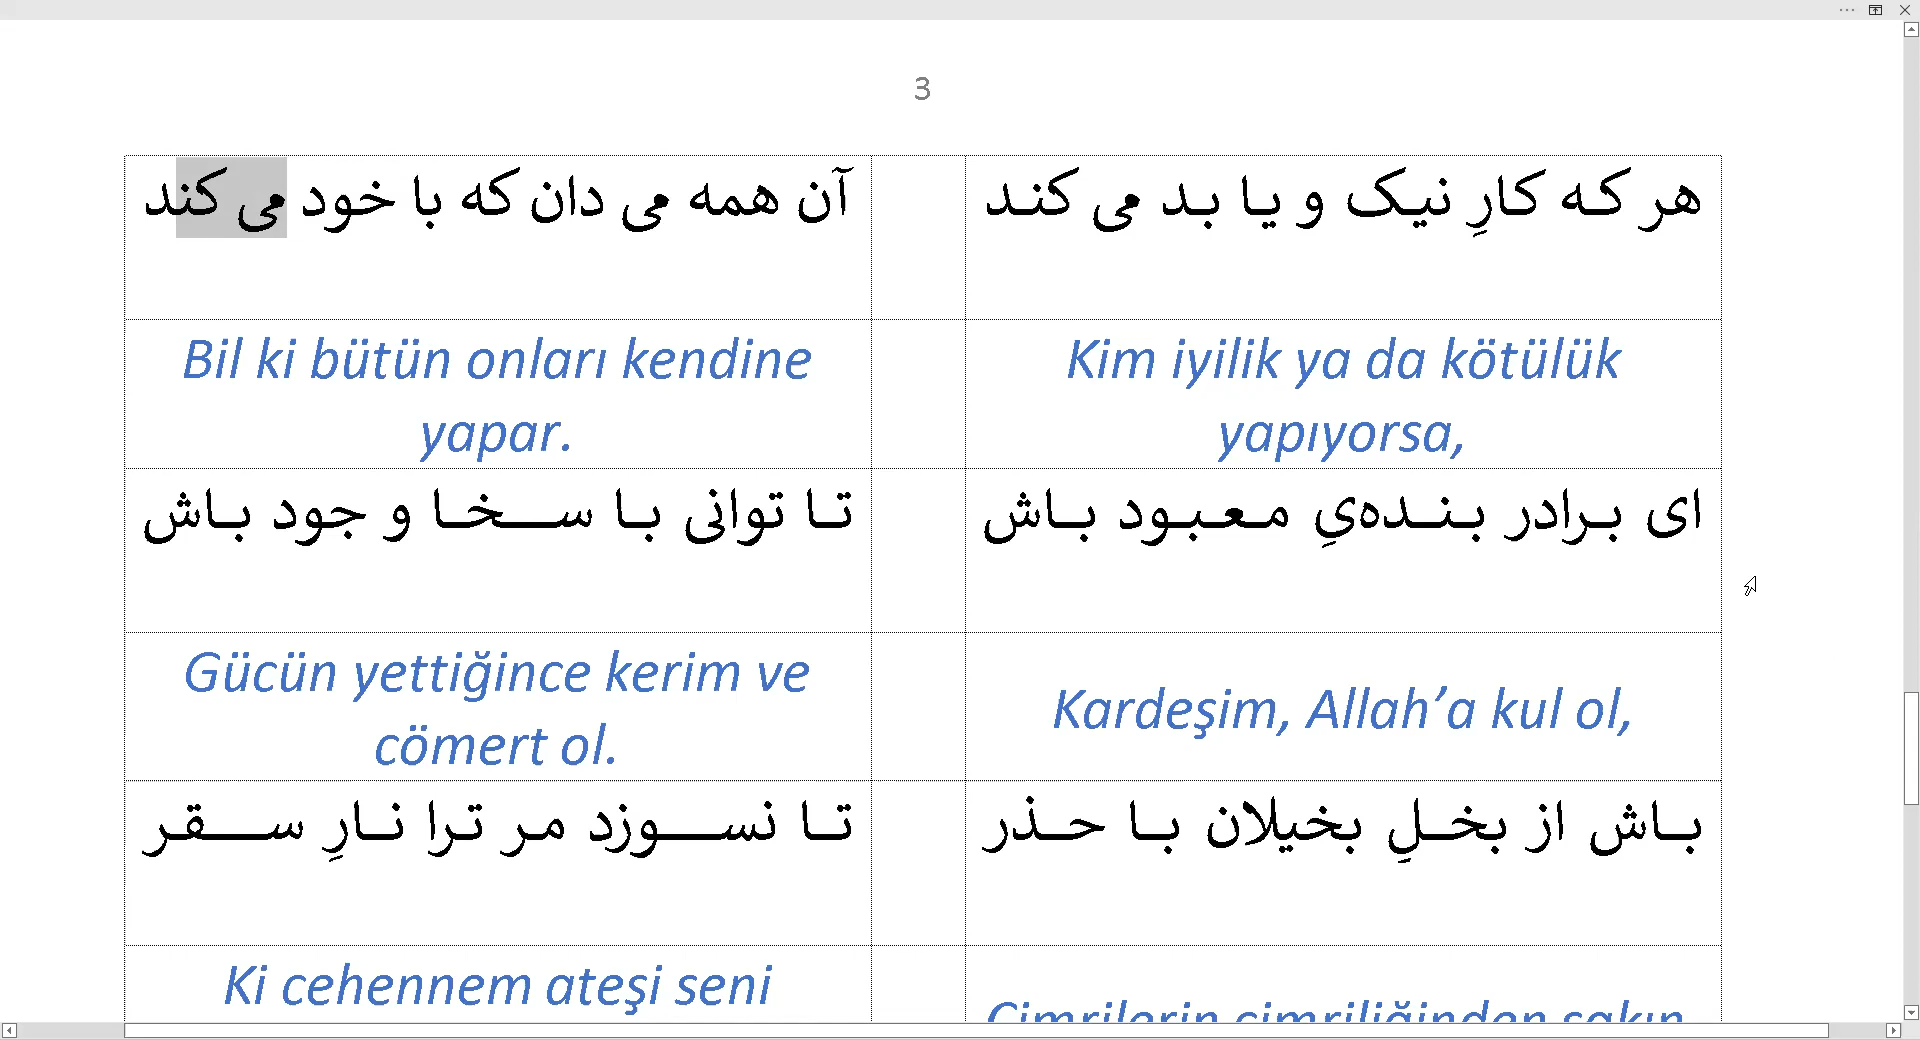 3
هر که کارِ نیک و یا بد می کند
آن همه می دان که با خود می کند
Kim iyilik ya da kötülük
yapıyorsa,
Bil ki bütün onları kendine
yapar.
ای برادر بنده‌یِ معبود باش
تا توانی با سخا و جود باش
Kardeşim, Allah’a kul ol,
Gücün yettiğince kerim ve
cömert ol.
باش از بخلِ بخیلان با حذر
تا نسوزد مر ترا نارِ سقر
Cimrilerin cimriliğinden sakın
Ki cehennem ateşi seni